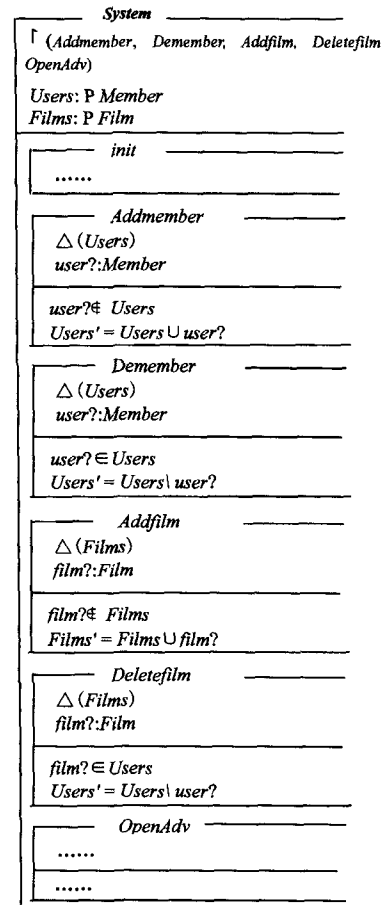 System
↾ (Addmember, Demember, Addfilm, Deletefilm
OpenAdv)
Users: ℙ Member
Films: ℙ Film
init
......
Addmember
△(Users)
user?:Member
user?∉ Users
Users' = Users∪user?
Demember
△(Users)
user?:Member
user?∈Users
Users' = Users\ user?
Addfilm
△(Films)
film?:Film
film?∉ Films
Films' = Films∪film?
Deletefilm
△(Films)
film?:Film
film?∈Users
Users' = Users\ user?
OpenAdv
......
......